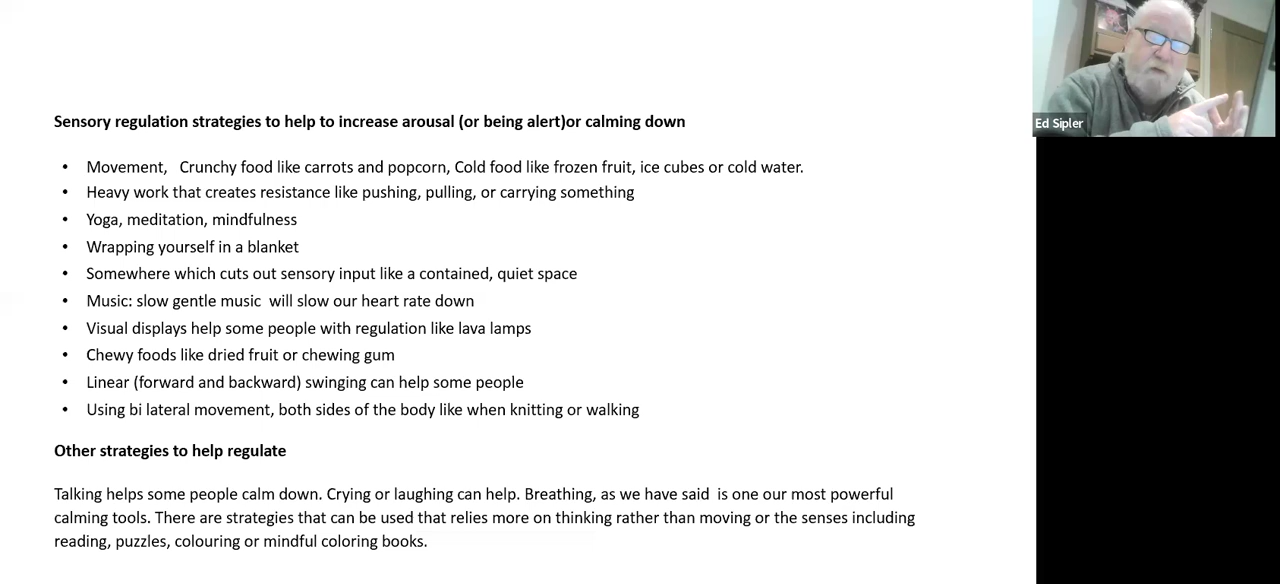 Sensory regulation strategies to help to increase arousal (or being alert)or calming down
• Movement, Crunchy food like carrots and popcorn, Cold food like frozen fruit, ice cubes or cold water.
• Heavy work that creates resistance like pushing, pulling, or carrying something
• Yoga, meditation, mindfulness
• Wrapping yourself in a blanket
• Somewhere which cuts out sensory input like a contained, quiet space
• Music: slow gentle music will slow our heart rate down
• Visual displays help some people with regulation like lava lamps
• Chewy foods like dried fruit or chewing gum
• Linear (forward and backward) swinging can help some people
• Using bi lateral movement, both sides of the body like when knitting or walking
Other strategies to help regulate
Talking helps some people calm down. Crying or laughing can help. Breathing, as we have said is one our most powerful
calming tools. There are strategies that can be used that relies more on thinking rather than moving or the senses including
reading, puzzles, colouring or mindful coloring books.
Ed Sipler